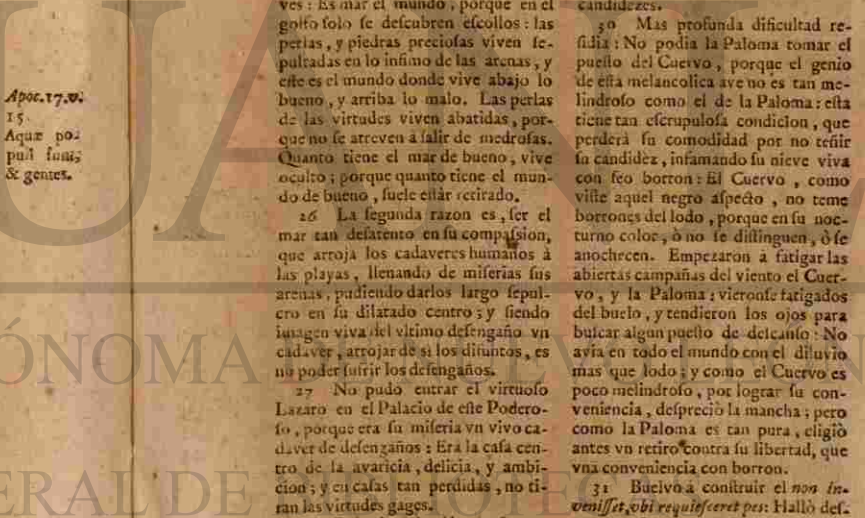 Apoc.17.v.
15.
Aquæ po-
puli sunt,
& gentes.
ves: Es mar el mundo, porque en el
golfo solo se descubren escollos: las
perlas, y piedras preciosas viven se-
pultadas en lo infimo de las arenas, y
este es el mundo donde vive abajo lo
bueno, y arriba lo malo. Las perlas
de las virtudes viven abatidas, por-
que no se atreven à salir de medrosas.
Quanto tiene el mar de bueno, vive
oculto; porque quanto tiene el mun-
do de bueno, suele estàr retirado.
26 La segunda razon es, ser el
mar tan desatento en su compassion,
que arroja los cadaveres humanos à
las playas, llenando de miserias sus
arenas, pudiendo darlos largo sepul-
cro en su dilatado centro; y siendo
imagen viva del vltimo desengaño vn
cadaver, arrojar de si los difuntos, es
no poder sufrir los desengaños.
27 No pudo entrar el virtuoso
Lazaro en el Palacio de este Podero-
so, porque era su miseria vn vivo ca-
daver de desengaños: Era la casa cen-
tro de la avaricia, delicia, y ambi-
cion; y en casas tan perdidas, no ti-
ran las virtudes gages.
candidezes.
30 Mas profunda dificultad re-
sidia: No podia la Paloma tomar el
puesto del Cuervo, porque el genio
de esta melancolica ave no es tan me-
lindroso como el de la Paloma: esta
tiene tan escrupulosa condicion, que
perderà su comodidad por no teñir
su candidèz, infamando su nieve viva
con feo borron: El Cuervo, como
viste aquel negro aspecto, no teme
borrones del lodo, porque en su noc-
turno color, ò no se distinguen, ò se
anochecen. Empezaron à fatigar las
abiertas campañas del viento el Cuer-
vo, y la Paloma; vieronse fatigados
del buelo, y tendieron los ojos para
buscar algun puesto de descanso: No
avia en todo el mundo con el diluvio
mas que lodo; y como el Cuervo es
poco melindroso, por lograr su con-
veniencia, despreciò la mancha; pero
como la Paloma es tan pura, eligiò
antes vn retiro contra su libertad, que
vna conveniencia con borron.
31 Buelvo à construir el non in-
venisset, vbi requiesceret pes: Hallò des-
UAN
ÓNOMA DE NUEVO LEÓN
ERAL DE BIBLIOTECAS